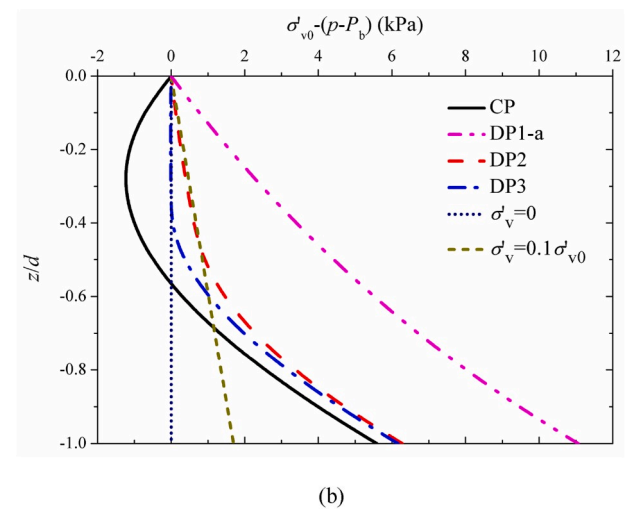 σ'v0-(p-Pb) (kPa)
-2 0 2 4 6 8 10 12
0.0
-0.2
-0.4
-0.6
-0.8
-1.0
z/d
CP
DP1-a
DP2
DP3
σ'v=0
σ'v=0.1σ'v0
(b)